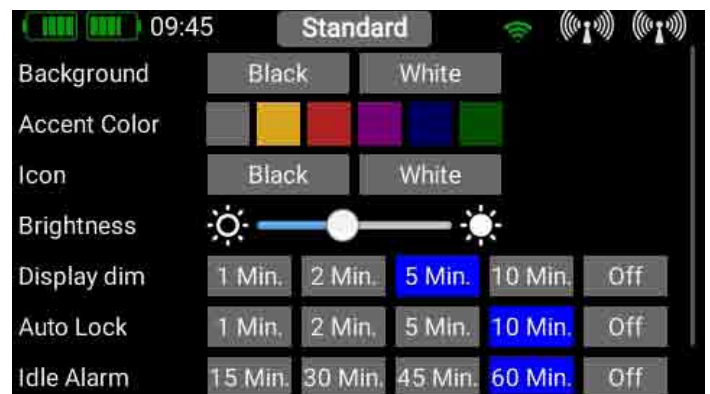 09:45 Standard
Background Black White
Accent Color
Icon Black White
Brightness
Display dim 1 Min. 2 Min. 5 Min. 10 Min. Off
Auto Lock 1 Min. 2 Min. 5 Min. 10 Min. Off
Idle Alarm 15 Min. 30 Min. 45 Min. 60 Min. Off